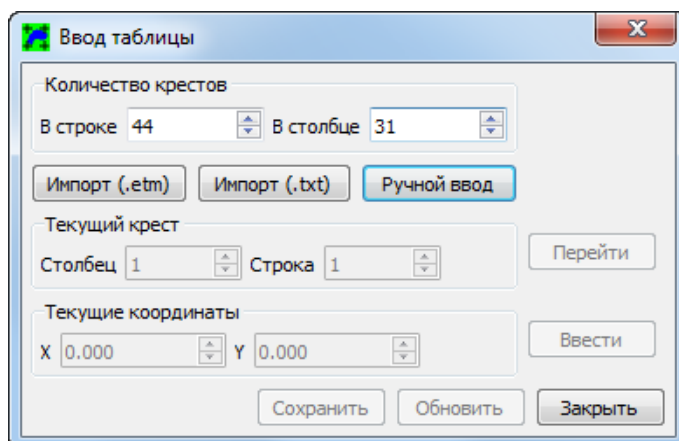 Ввод таблицы
Количество крестов
В строке 44 В столбце 31
Импорт (.etm) Импорт (.txt) Ручной ввод
Текущий крест
Столбец 1 Строка 1 Перейти
Текущие координаты
X 0.000 Y 0.000 Ввести
Сохранить Обновить Закрыть